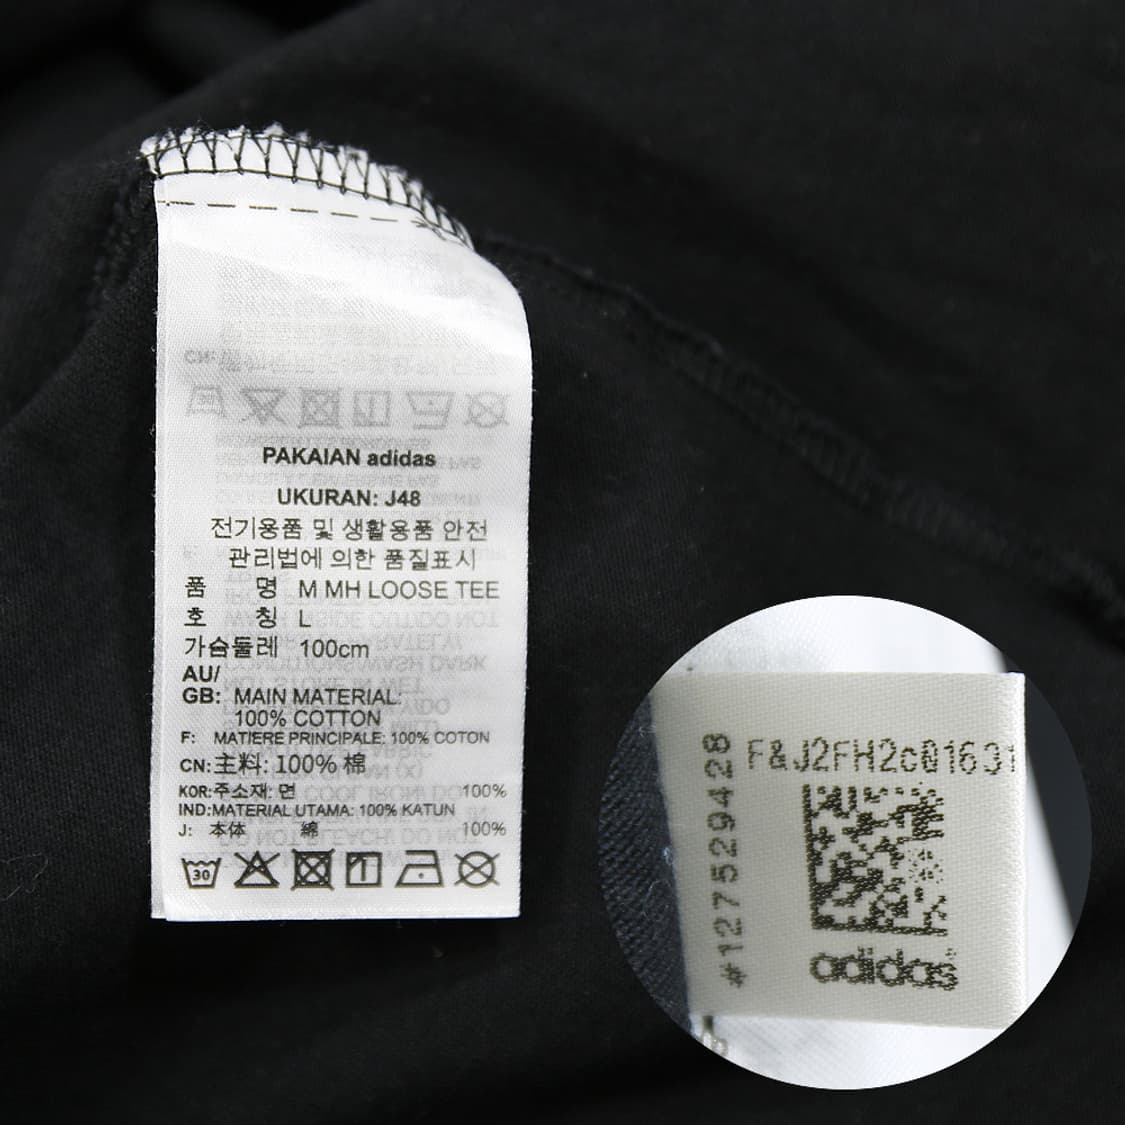 PAKAIAN adidas
UKURAN: J48
전기용품 및 생활용품 안전
관리법에 의한 품질표시
품 명 M MH LOOSE TEE
호 칭 L
가슴둘레 100cm
AU/
GB: MAIN MATERIAL:
100% COTTON
F: MATIERE PRINCIPALE: 100% COTON
CN: 主料: 100% 棉
KOR: 주소재: 면 100%
IND: MATERIAL UTAMA: 100% KATUN
J: 本体 綿 100%
30
#127529428
F&J2FH2c01631
adidas